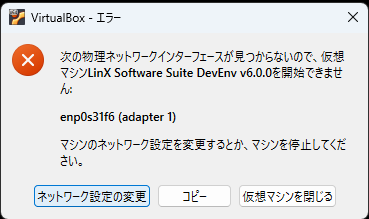 VirtualBox - エラー
次の物理ネットワークインターフェースが見つからないので、仮想
マシンLinX Software Suite DevEnv v6.0.0を開始できませ
ん:
enp0s31f6 (adapter 1)
マシンのネットワーク設定を変更するとか、マシンを停止してくだ
さい。
ネットワーク設定の変更
コピー
仮想マシンを閉じる